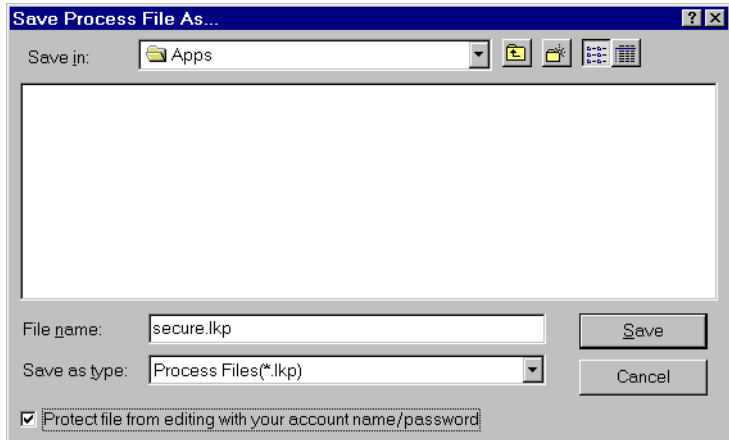 Save Process File As...
Save in:
Apps
File name:
secure.lkp
Save
Save as type:
Process Files(*.lkp)
Cancel
Protect file from editing with your account name/password